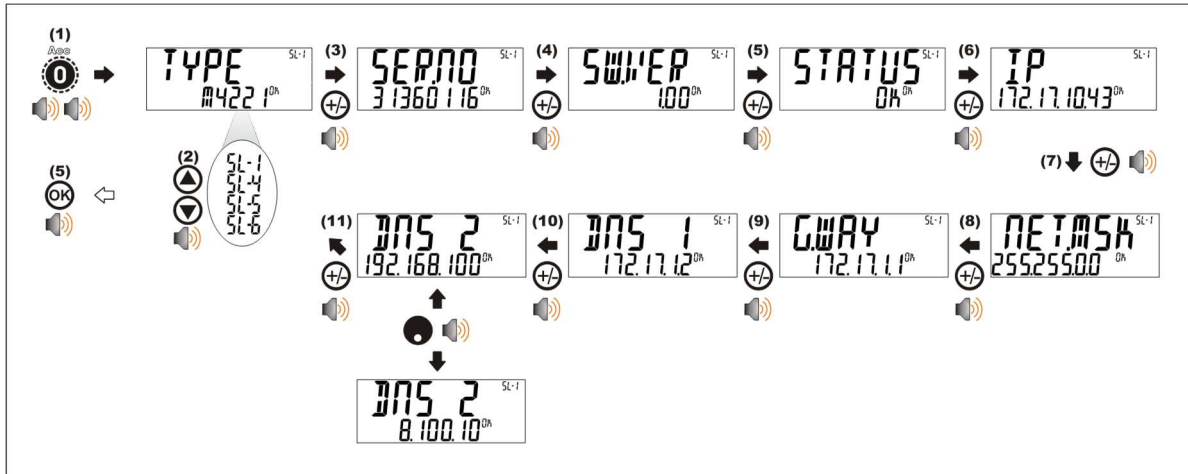 (1)
Acc
0
TYPE SL-1
M4221 OK
(3)
+/-
SER.NO SL-1
31360116 OK
(4)
+/-
SW.VER SL-1
1.00 OK
(5)
+/-
STATUS SL-1
OK OK
(6)
+/-
IP SL-1
172.17.10.43 OK
(7)
+/-
(5)
OK
(2)
SL-1
SL-4
SL-5
SL-6
(11)
+/-
DNS 2 SL-1
192.168.100 OK
(10)
+/-
DNS 1 SL-1
172.17.1.2 OK
(9)
+/-
G.WAY SL-1
172.17.1.1 OK
(8)
+/-
NET.MSK SL-1
255.255.0.0 OK
DNS 2 SL-1
8.100.10 OK